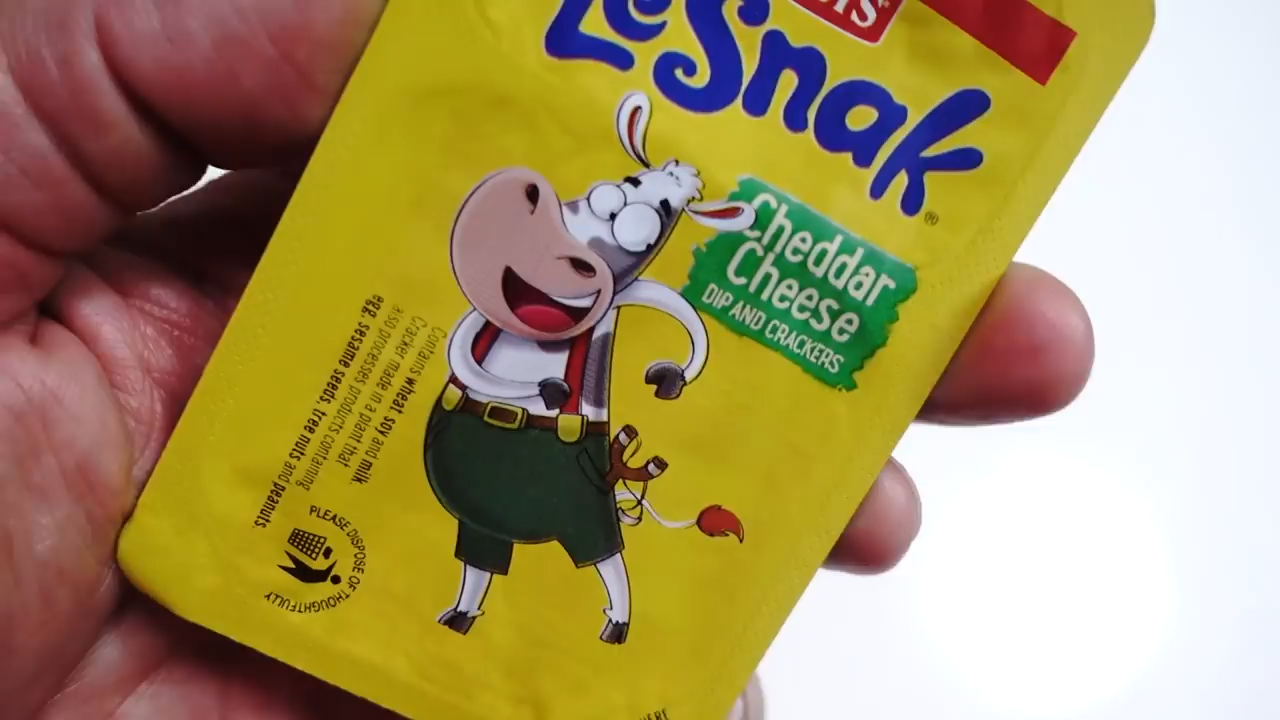 LeSnak
®
Cheddar
Cheese
DIP AND CRACKERS
Contains wheat, soy and milk.
Cracker made in a plant that
also processes products containing
egg, sesame seeds, tree nuts and peanuts.
PLEASE DISPOSE OF THOUGHTFULLY